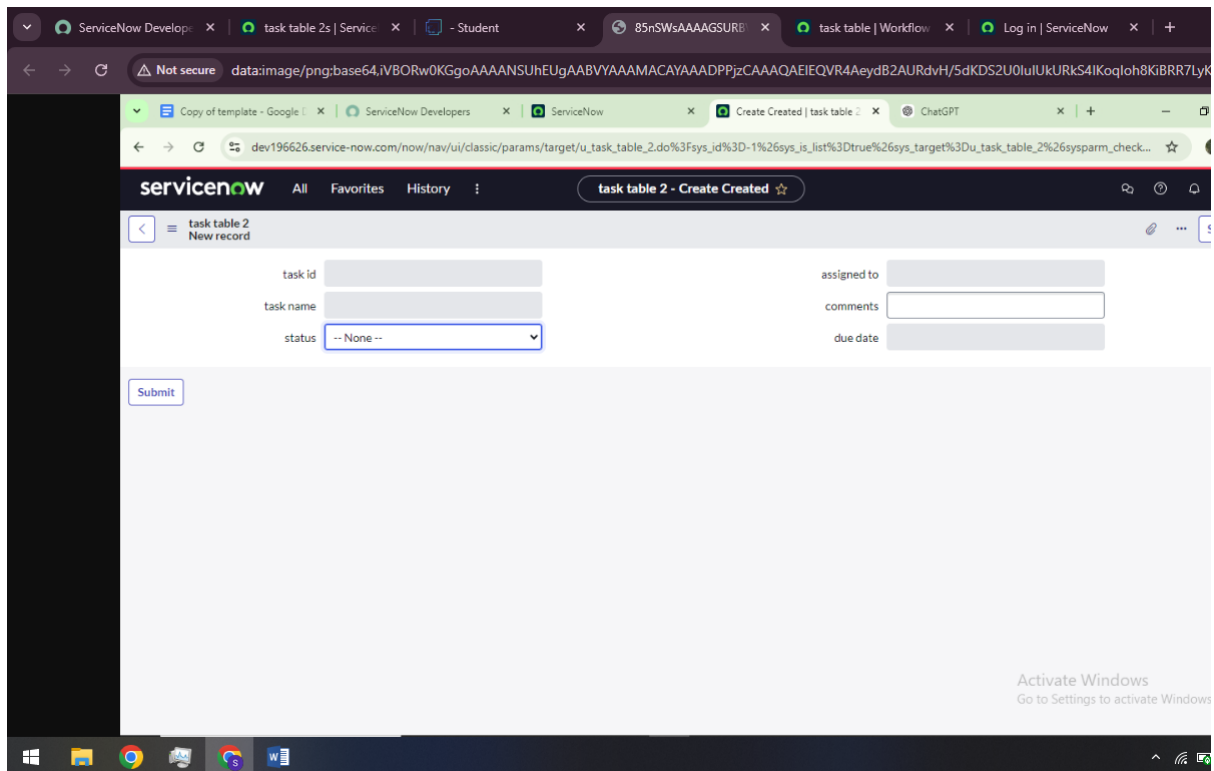 ServiceNow Develope
task table 2s | Service
- Student
85nSWsAAAAGSURB
task table | Workflow
Log in | ServiceNow
Not secure data:image/png;base64,iVBORw0KGgoAAAANSUhEUgAABVYAAAMACAYAAADPPjzCAAAQAElEQVR4AeydB2AURdvH/5dKDS2U0IuIUkURkS4IKoqIoh8KiBRR7LyK
Copy of template - Google D
ServiceNow Developers
ServiceNow
Create Created | task table 2
ChatGPT
dev196626.service-now.com/now/nav/ui/classic/params/target/u_task_table_2.do%3Fsys_id%3D-1%26sys_is_list%3Dtrue%26sys_target%3Du_task_table_2%26sysparm_check...
servicenow All Favorites History task table 2 - Create Created
task table 2
New record
task id
assigned to
task name
comments
status -- None --
due date
Submit
Activate Windows
Go to Settings to activate Windows